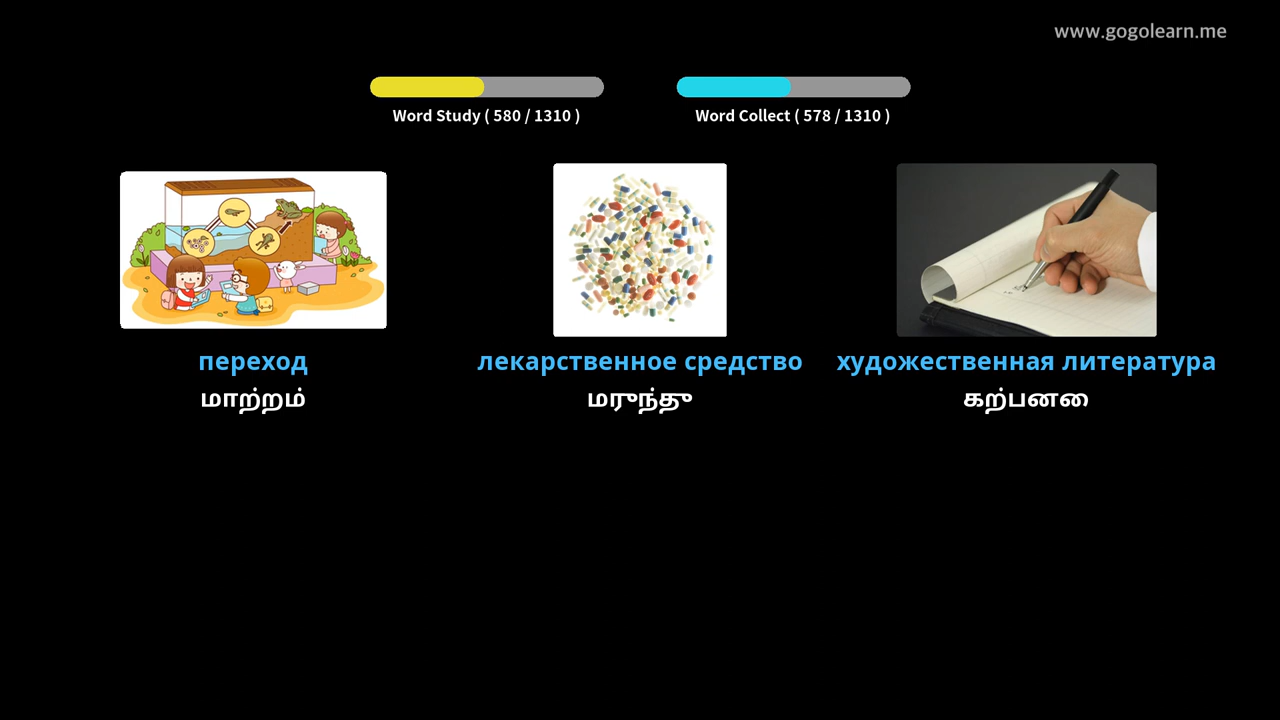 www.gogolearn.me
Word Study ( 580 / 1310 )
Word Collect ( 578 / 1310 )
переход
лекарственное средство
художественная литература
மாற்றம்
மருந்து
கற்பனை